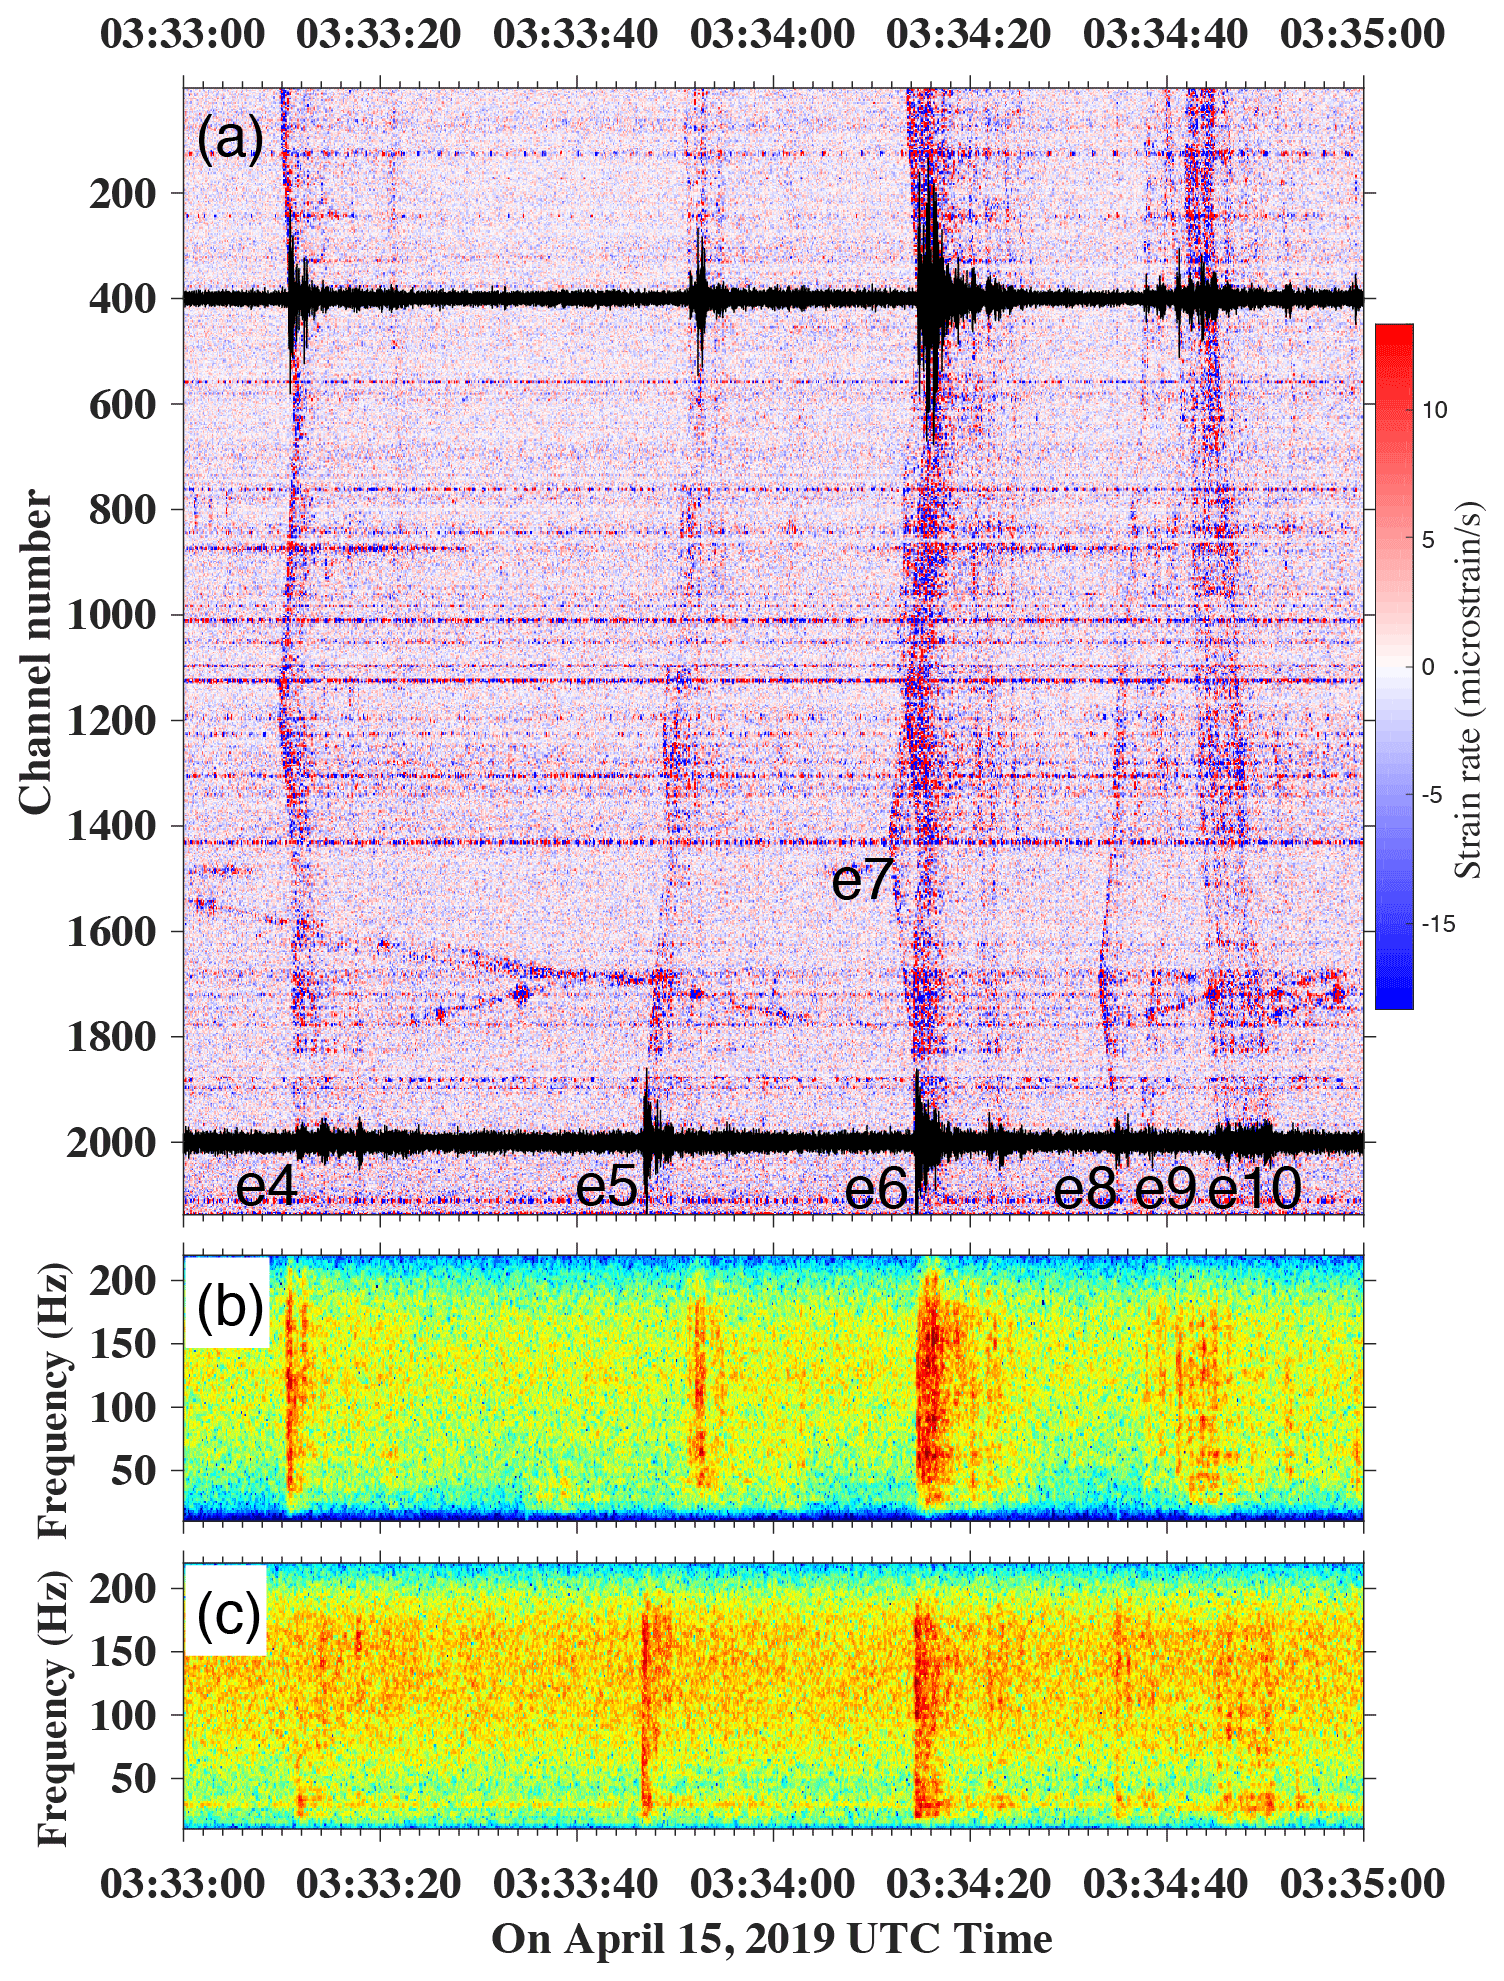 03:33:00 03:33:20 03:33:40 03:34:00 03:34:20 03:34:40 03:35:00
(a)
200
400
600
800
1000
1200
1400
1600
1800
2000
Channel number
e7
e4 e5 e6 e8 e9 e10
10
5
0
-5
-15
Strain rate (microstrain/s)
(b)
200
150
100
50
Frequency (Hz)
(c)
200
150
100
50
Frequency (Hz)
03:33:00 03:33:20 03:33:40 03:34:00 03:34:20 03:34:40 03:35:00
On April 15, 2019 UTC Time